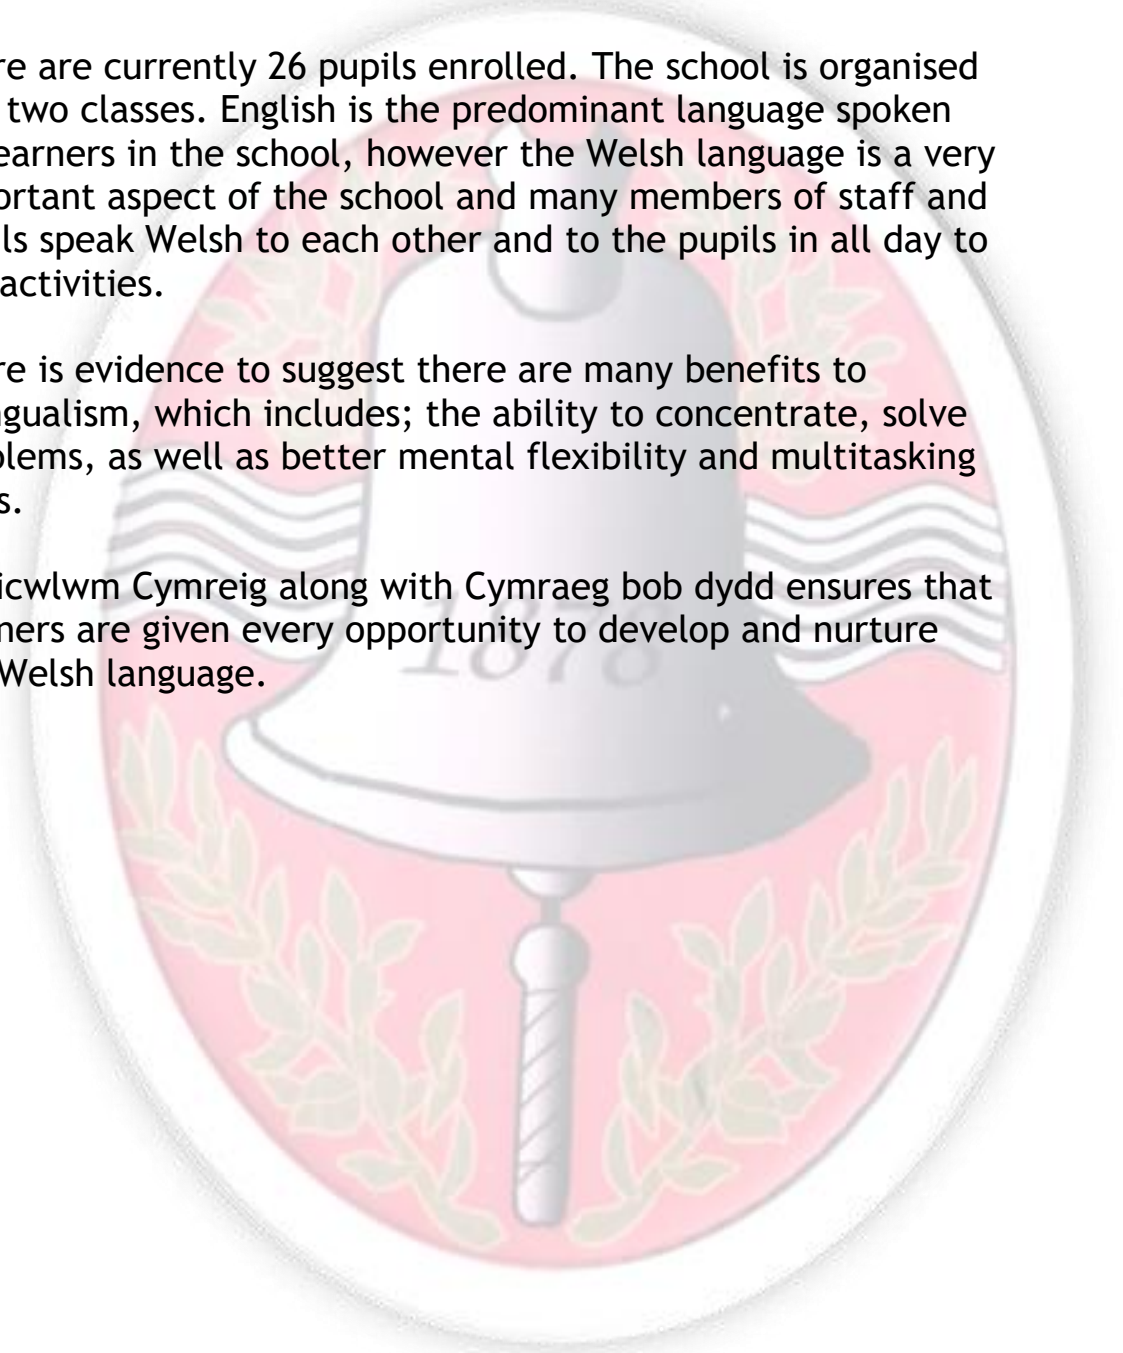 re are currently 26 pupils enrolled. The school is organised
two classes. English is the predominant language spoken
earners in the school, however the Welsh language is a very
ortant aspect of the school and many members of staff and
ls speak Welsh to each other and to the pupils in all day to
activities.
re is evidence to suggest there are many benefits to
ngualism, which includes; the ability to concentrate, solve
blems, as well as better mental flexibility and multitasking
s.
icwlwm Cymreig along with Cymraeg bob dydd ensures that
ners are given every opportunity to develop and nurture
1878
Welsh language.